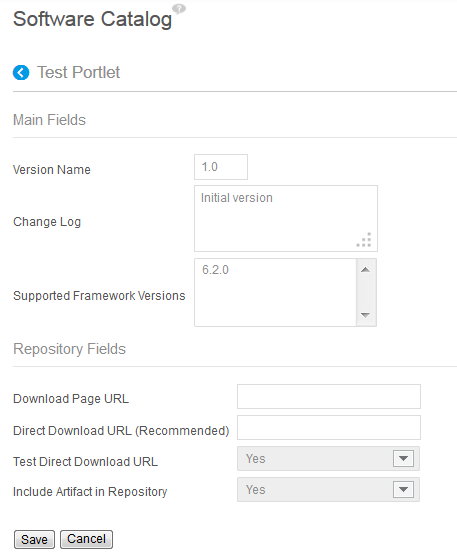 Software Catalog ?
Test Portlet
Main Fields
Version Name 1.0
Change Log Initial version
Supported Framework Versions 6.2.0
Repository Fields
Download Page URL
Direct Download URL (Recommended)
Test Direct Download URL Yes
Include Artifact in Repository Yes
Save Cancel